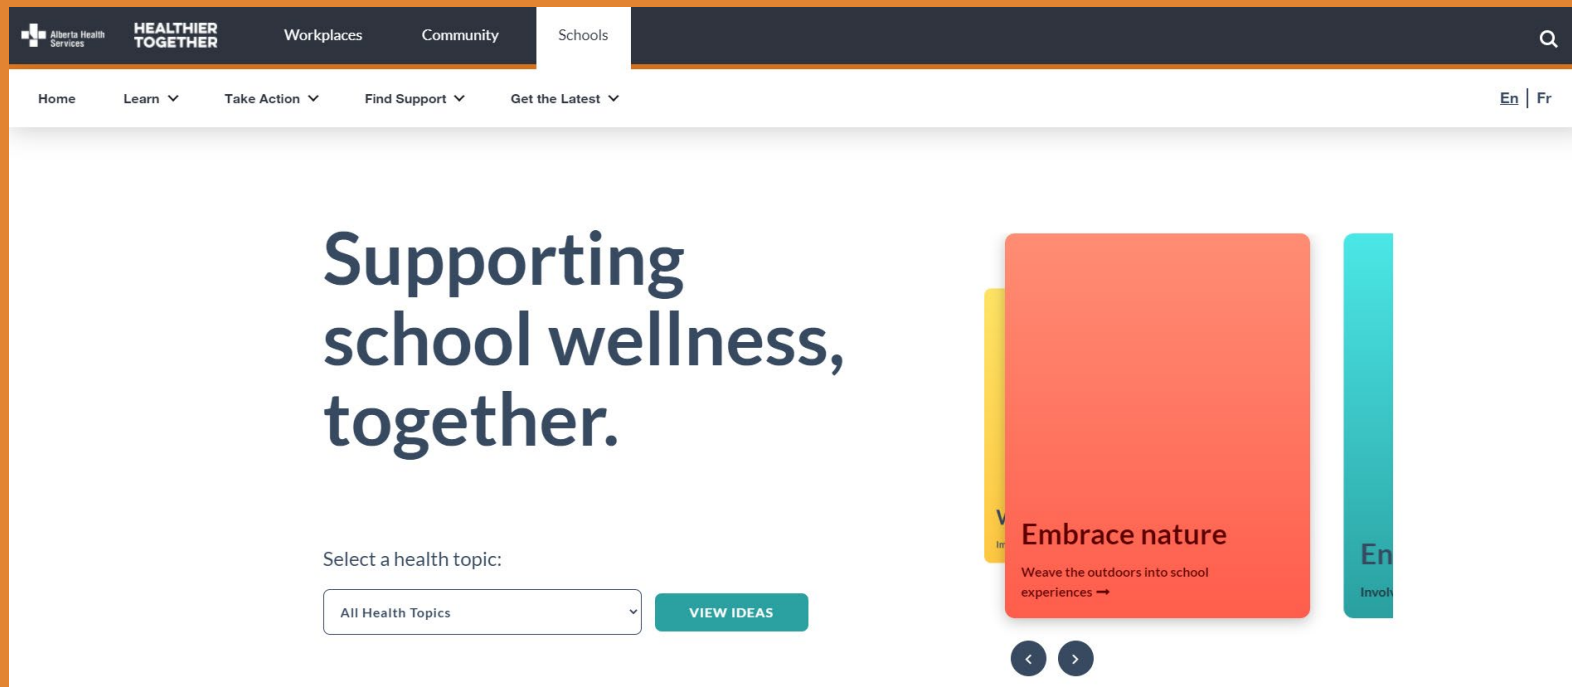 Alberta Health
Services
HEALTHIER
TOGETHER
Workplaces
Community
Schools
Home
Learn
Take Action
Find Support
Get the Latest
En | Fr
Supporting
school wellness,
together.
Select a health topic:
All Health Topics
VIEW IDEAS
Embrace nature
Weave the outdoors into school
experiences →
En